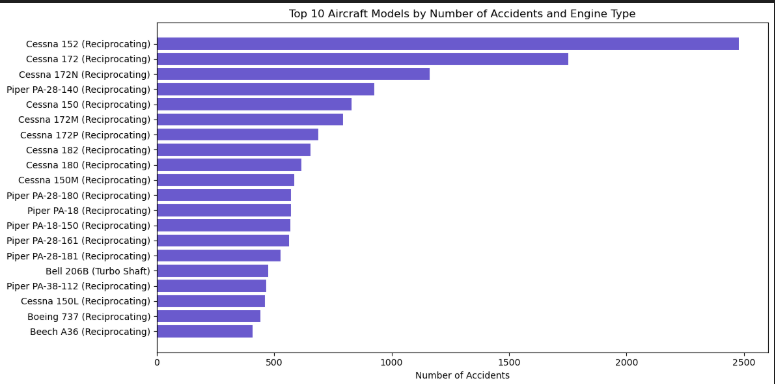 Top 10 Aircraft Models by Number of Accidents and Engine Type
Cessna 152 (Reciprocating)
Cessna 172 (Reciprocating)
Cessna 172N (Reciprocating)
Piper PA-28-140 (Reciprocating)
Cessna 150 (Reciprocating)
Cessna 172M (Reciprocating)
Cessna 172P (Reciprocating)
Cessna 182 (Reciprocating)
Cessna 180 (Reciprocating)
Cessna 150M (Reciprocating)
Piper PA-28-180 (Reciprocating)
Piper PA-18 (Reciprocating)
Piper PA-18-150 (Reciprocating)
Piper PA-28-161 (Reciprocating)
Piper PA-28-181 (Reciprocating)
Bell 206B (Turbo Shaft)
Piper PA-38-112 (Reciprocating)
Cessna 150L (Reciprocating)
Boeing 737 (Reciprocating)
Beech A36 (Reciprocating)
0 500 1000 1500 2000 2500
Number of Accidents